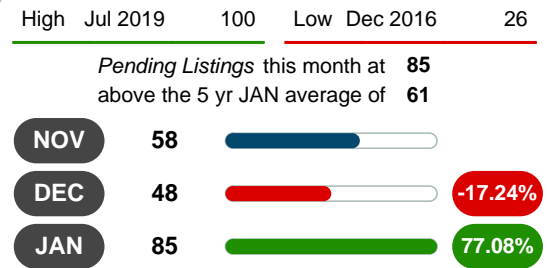 High Jul 2019 100 Low Dec 2016 26
Pending Listings this month at 85
above the 5 yr JAN average of 61
NOV 58
DEC 48 -17.24%
JAN 85 77.08%